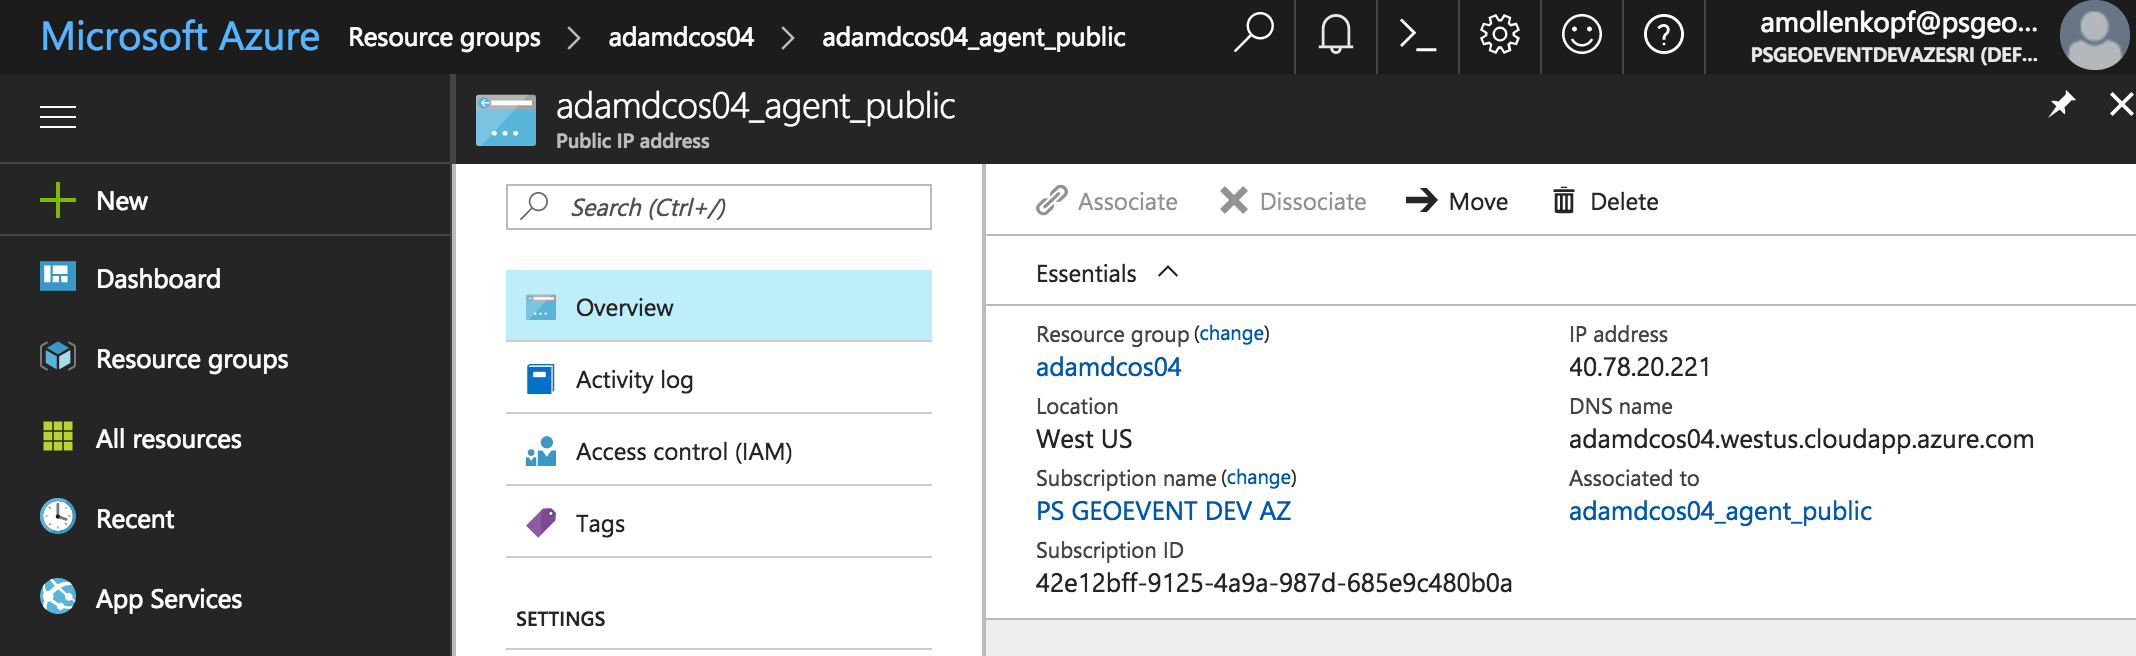 Microsoft Azure Resource groups > adamdcos04 > adamdcos04_agent_public
amollenkopf@psgeo...
PSGEOEVENTDEVAZESRI (DEF...
adamdcos04_agent_public
Public IP address
New
Dashboard
Resource groups
All resources
Recent
App Services
Search (Ctrl+/)
Overview
Activity log
Access control (IAM)
Tags
SETTINGS
Associate Dissociate Move Delete
Essentials
Resource group (change)
adamdcos04
Location
West US
Subscription name (change)
PS GEOEVENT DEV AZ
Subscription ID
42e12bff-9125-4a9a-987d-685e9c480b0a
IP address
40.78.20.221
DNS name
adamdcos04.westus.cloudapp.azure.com
Associated to
adamdcos04_agent_public